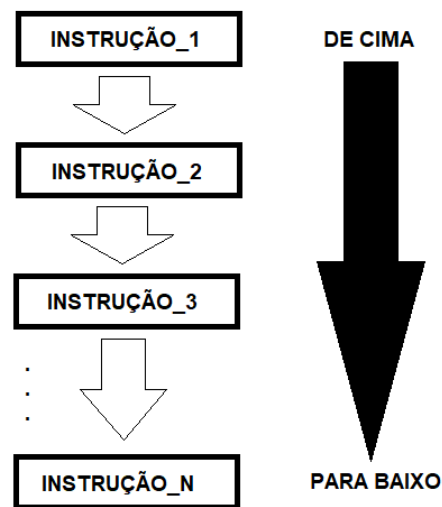 INSTRUÇÃO_1
DE CIMA
INSTRUÇÃO_2
INSTRUÇÃO_3
.
.
.
INSTRUÇÃO_N
PARA BAIXO